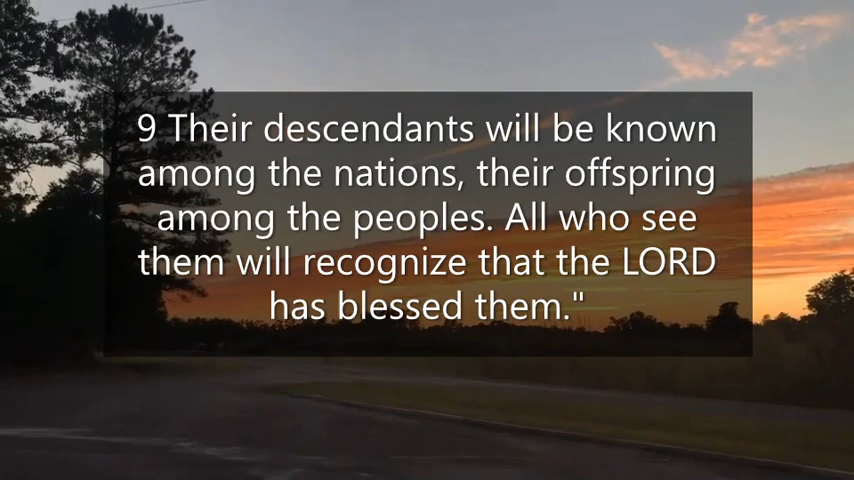 9 Their descendants will be known
among the nations, their offspring
among the peoples. All who see
them will recognize that the LORD
has blessed them."